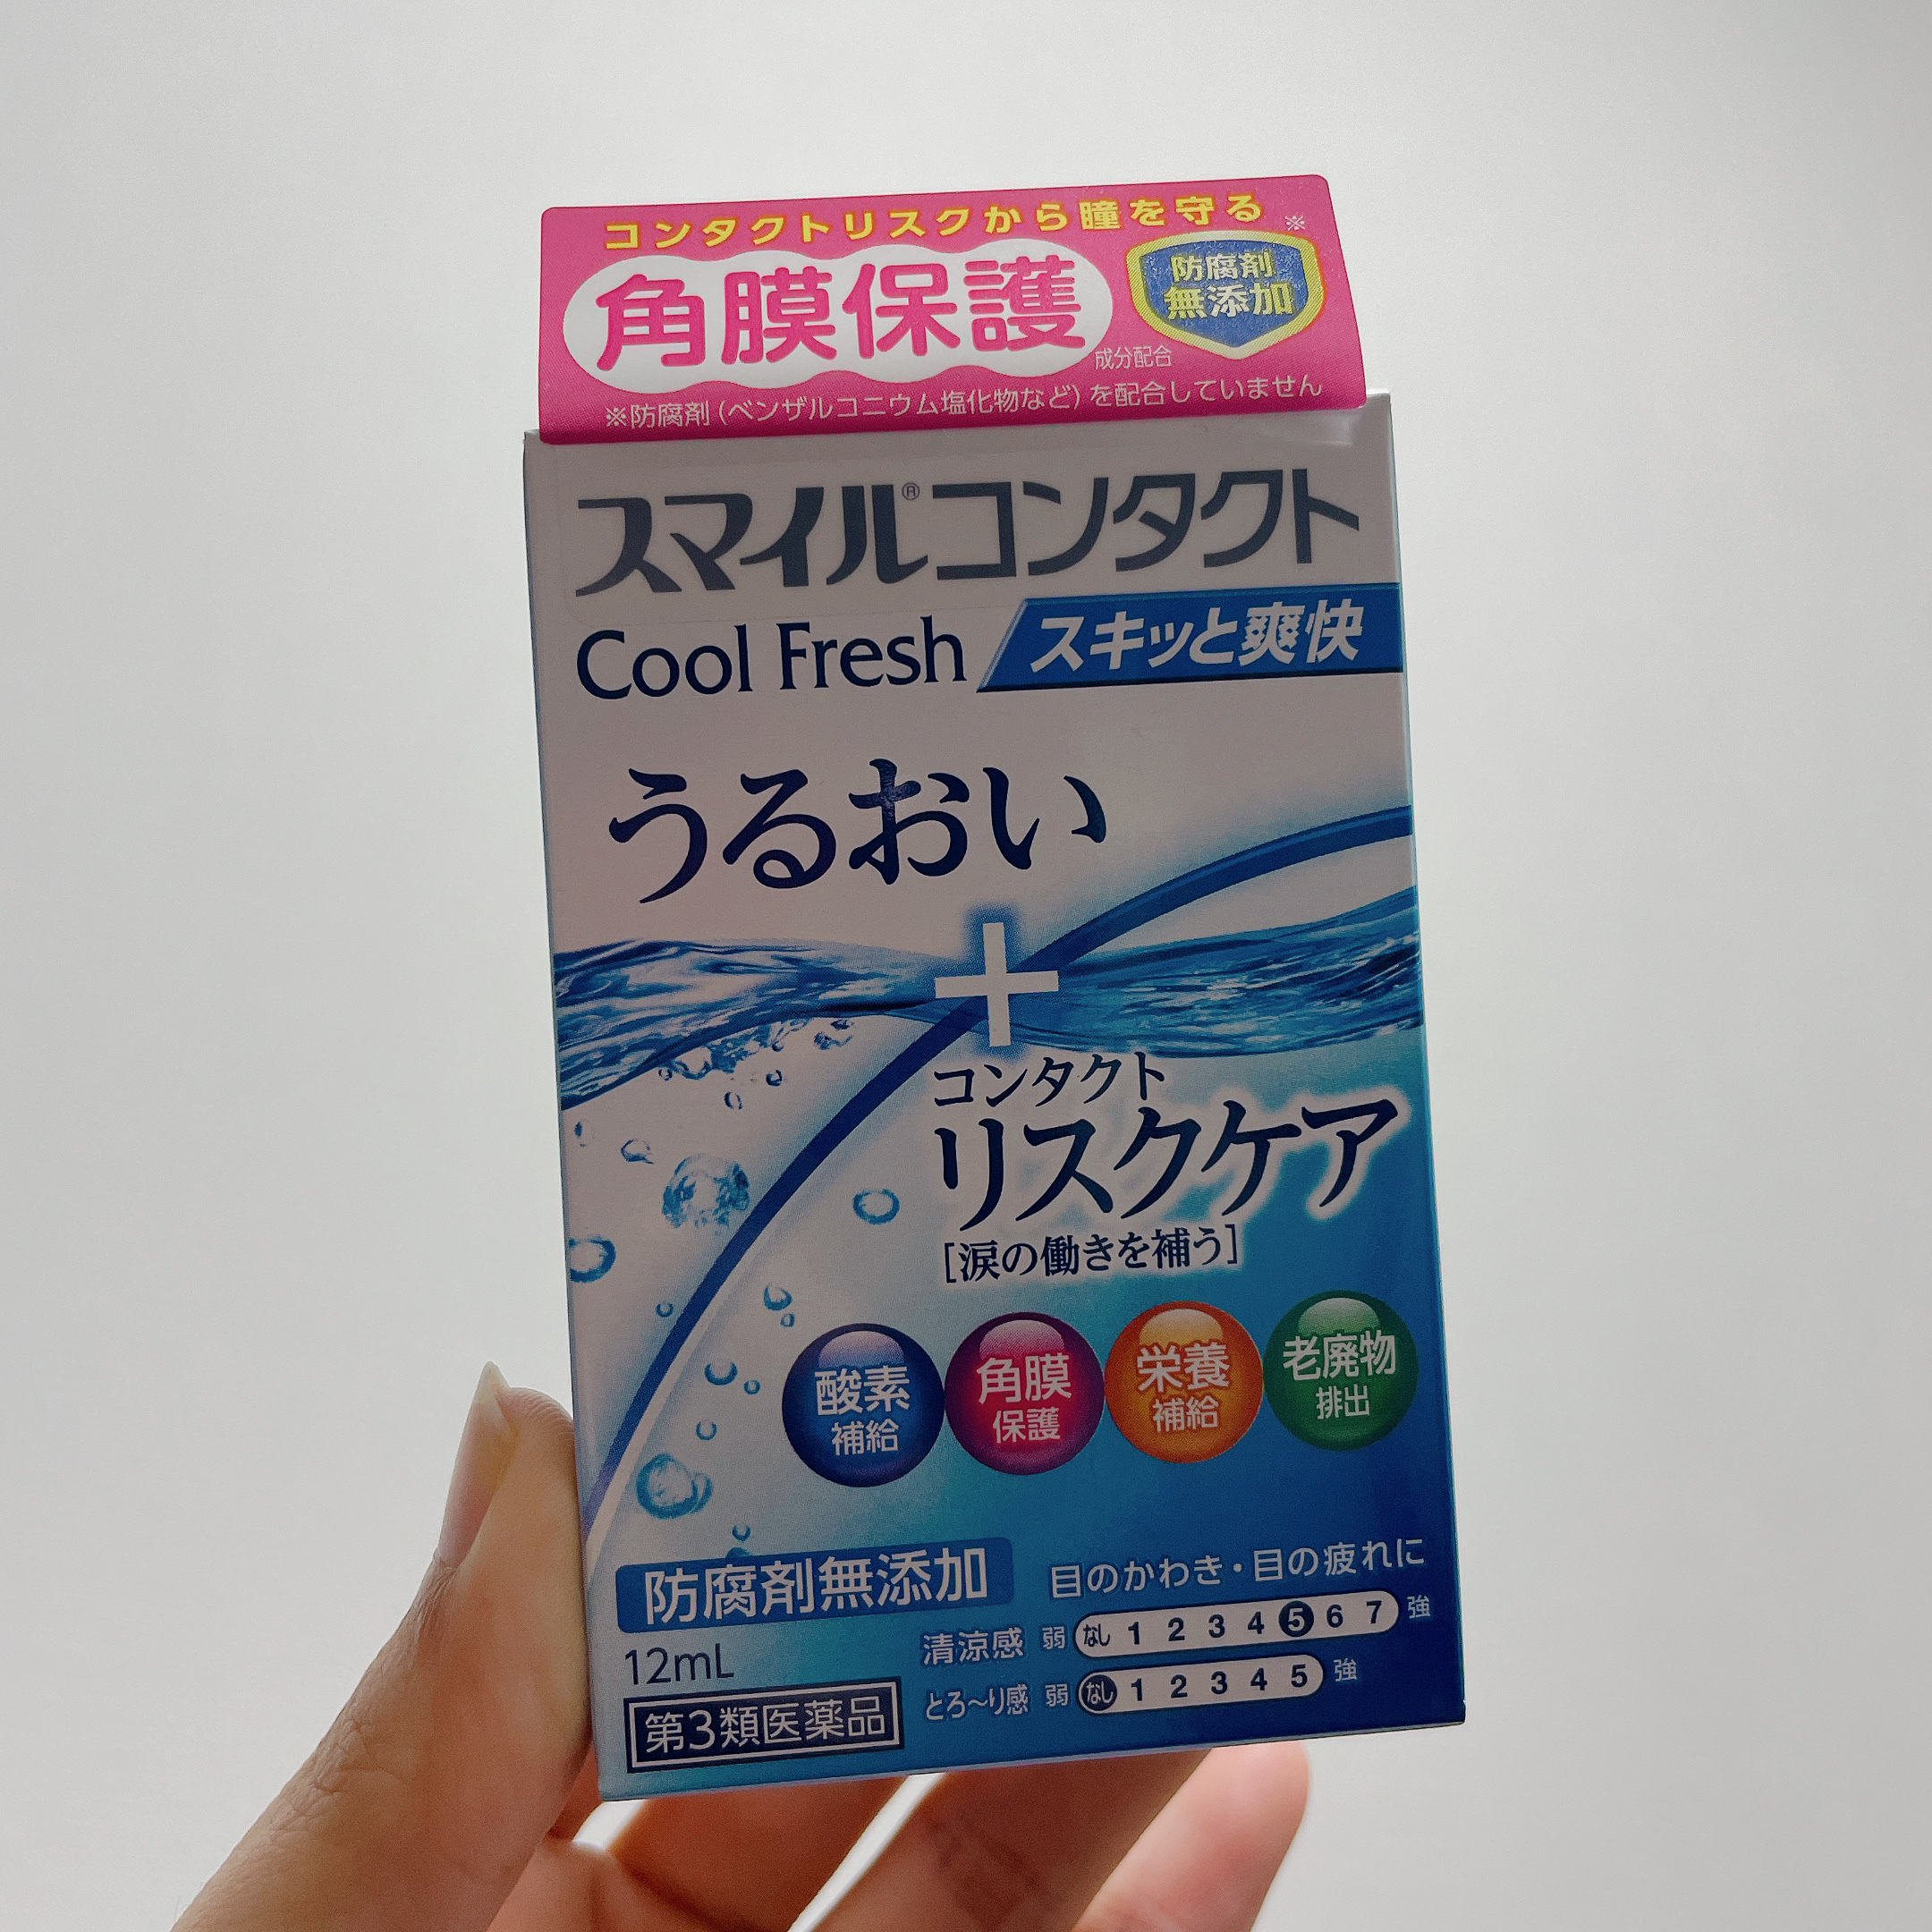 コンタクトリスクから瞳を守る
角膜保護
成分配合
防腐剤
無添加
※
※防腐剤(ベンザルコニウム塩化物など)を配合していません
スマイル®コンタクト
Cool Fresh スキッと爽快
うるおい
+
コンタクト
リスクケア
[涙の働きを補う]
酸素
補給
角膜
保護
栄養
補給
老廃物
排出
防腐剤無添加
目のかわき・目の疲れに
12mL
清涼感 弱 なし 1 2 3 4 5 6 7 強
とろ〜り感 弱 なし 1 2 3 4 5 強
第3類医薬品